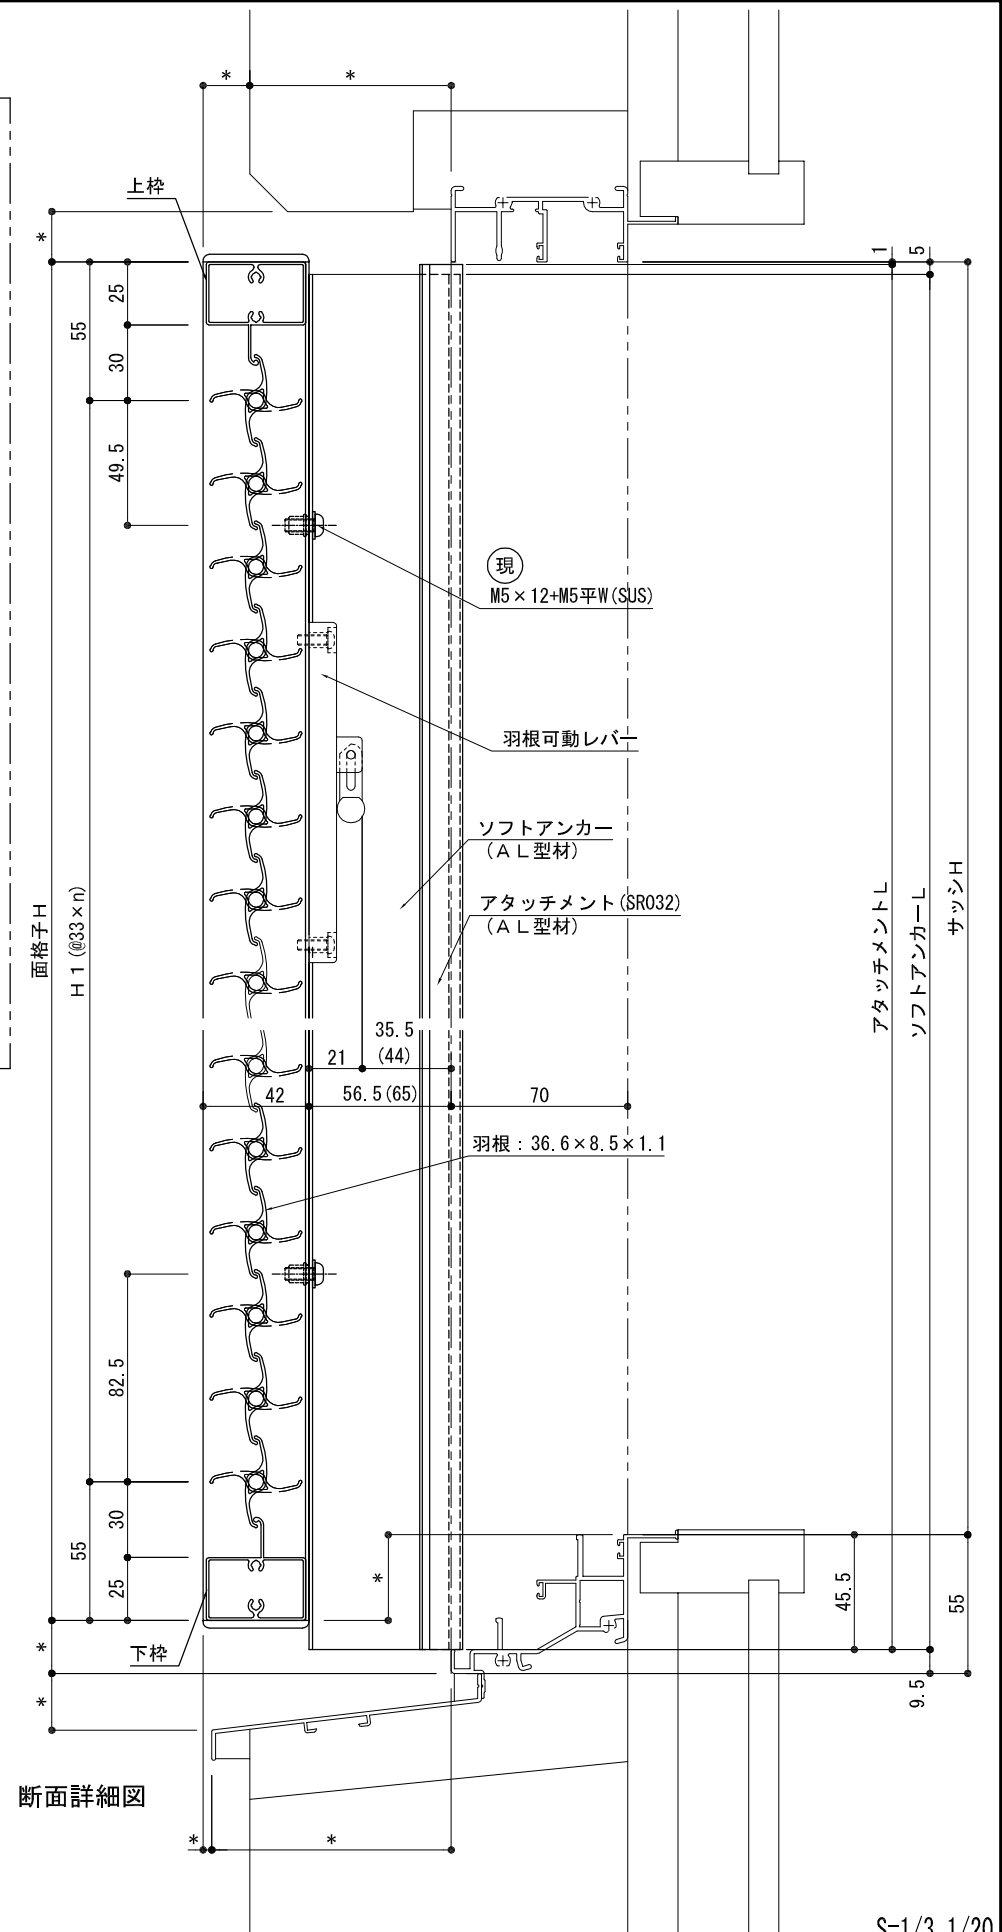 *
*
上枠
*
1
5
25
55
30
49.5
現
M5×12+M5平W(SUS)
羽根可動レバー
ソフトアンカー
(AL型材)
アタッチメント(SR032)
(AL型材)
面格子H
H1(@33×n)
アタッチメントL
ソフトアンカーL
サッシH
35.5
21
(44)
42
56.5(65)
70
羽根:36.6×8.5×1.1
82.5
30
55
25
*
45.5
55
*
下枠
*
9.5
断面詳細図
*
*
S=1/3,1/20